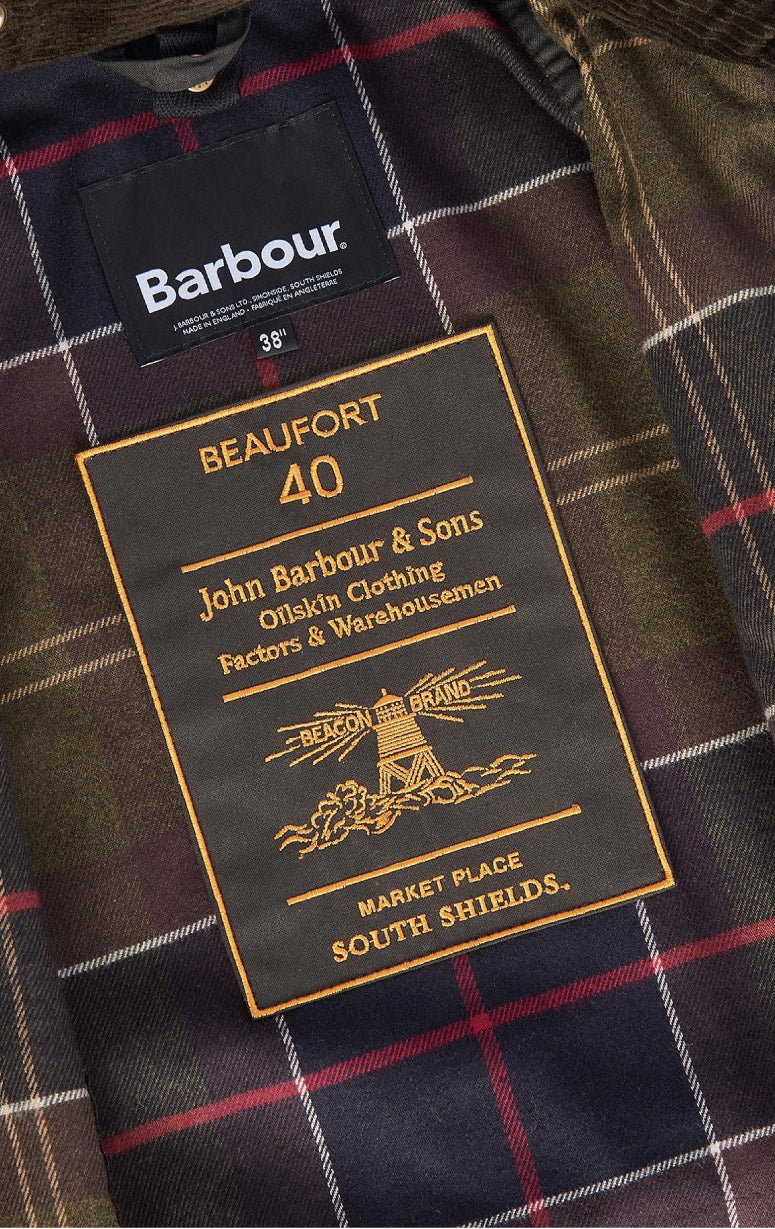 Barbour®
J. BARBOUR & SONS LTD., SIMONSIDE, SOUTH SHIELDS
MADE IN ENGLAND • FABRIQUÉ EN ANGLETERRE
38"
BEAUFORT
40
John Barbour & Sons
Oilskin Clothing
Factors & Warehousemen
BEACON BRAND
MARKET PLACE
SOUTH SHIELDS.